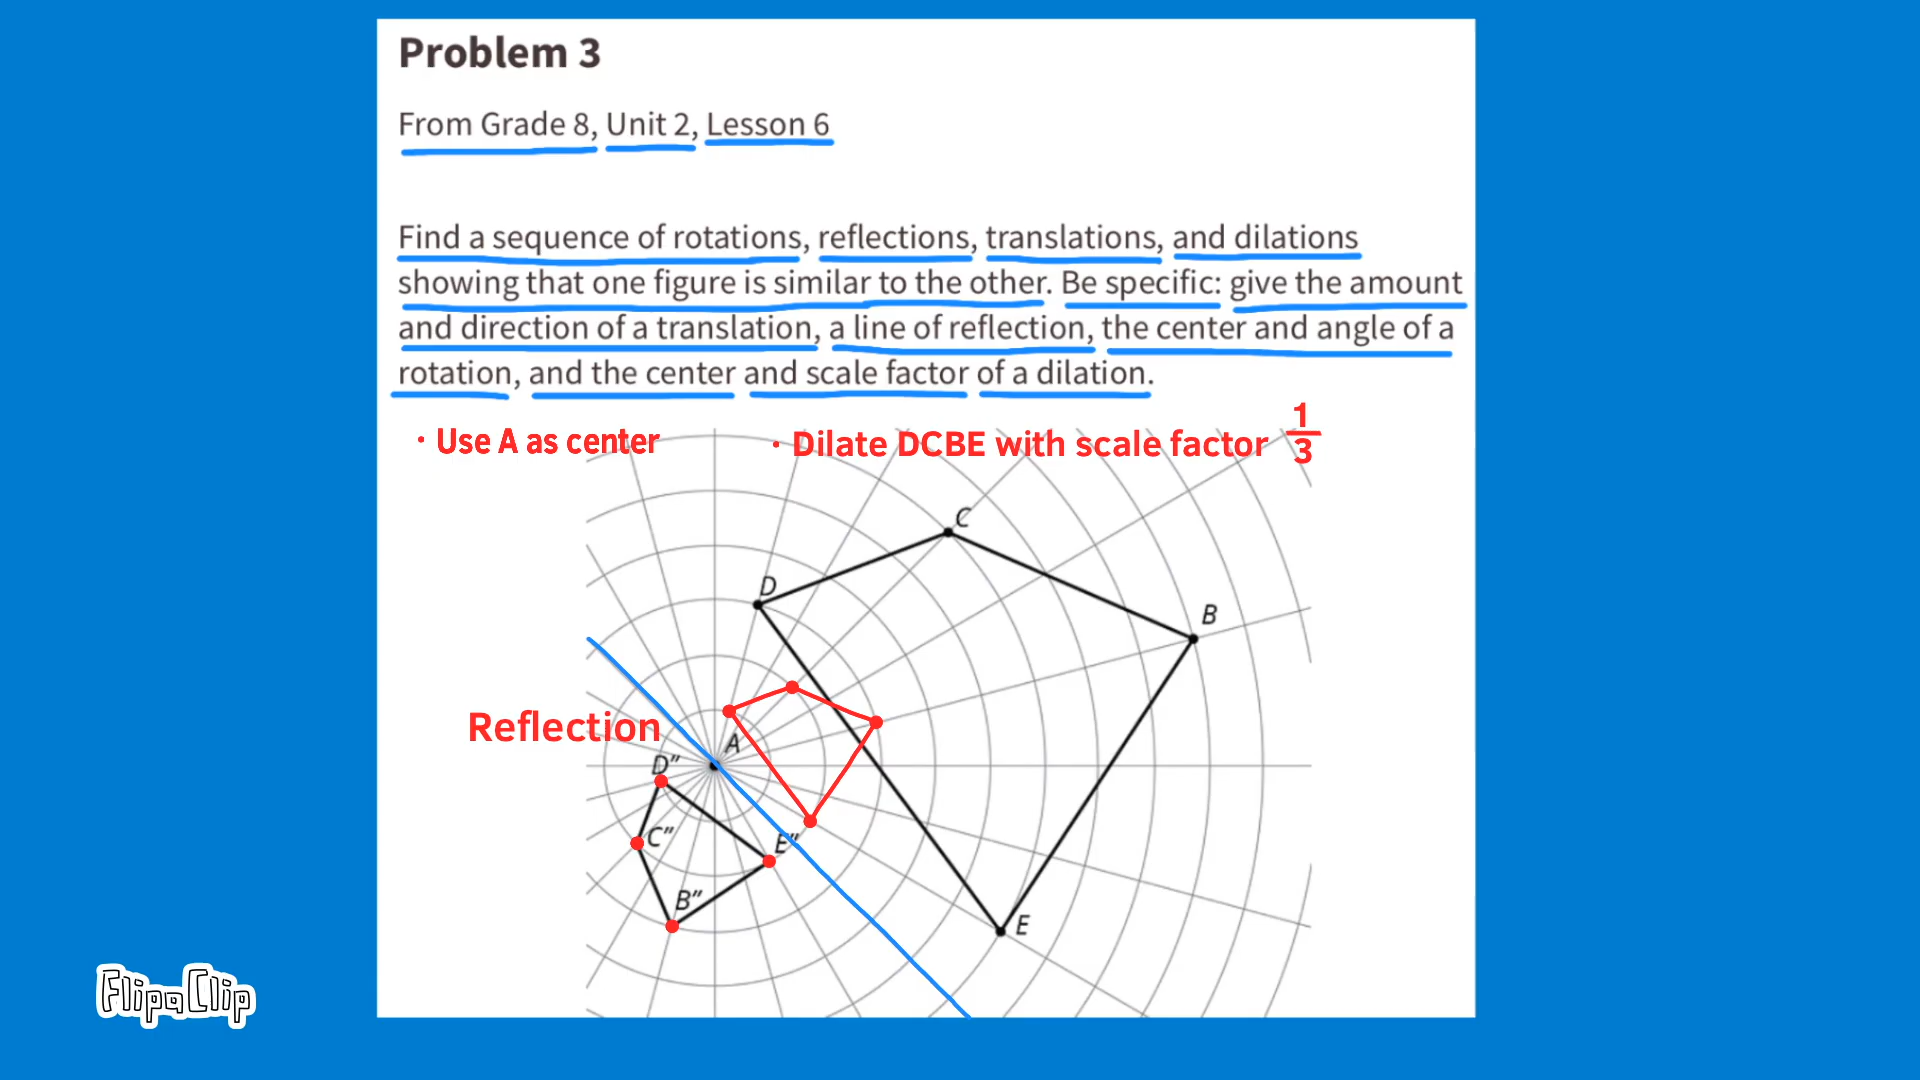 Problem 3
From Grade 8, Unit 2, Lesson 6
Find a sequence of rotations, reflections, translations, and dilations
showing that one figure is similar to the other. Be specific: give the amount
and direction of a translation, a line of reflection, the center and angle of a
rotation, and the center and scale factor of a dilation.
· Use A as center
· Dilate DCBE with scale factor 1/3
C
D
B
Reflection
A
D″
C″
E″
B″
E
FlipaClip